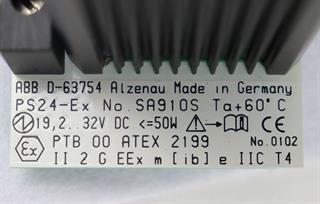 ABB D-63754 Alzenau Made in Germany
PS24-Ex No.SA910S Ta+60°C
19,2..32V DC <=50W
PTB 00 ATEX 2199 No.0102
Ex II 2 G EEx m [ib] e IIC T4